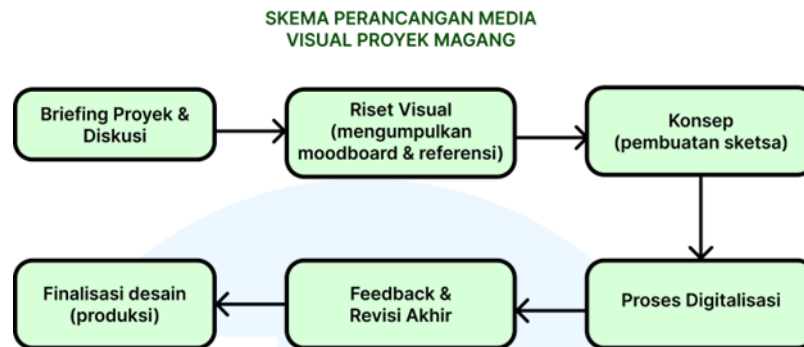 SKEMA PERANCANGAN MEDIA
VISUAL PROYEK MAGANG
Briefing Proyek &
Diskusi
Riset Visual
(mengumpulkan
moodboard & referensi)
Konsep
(pembuatan sketsa)
Proses Digitalisasi
Feedback &
Revisi Akhir
Finalisasi desain
(produksi)